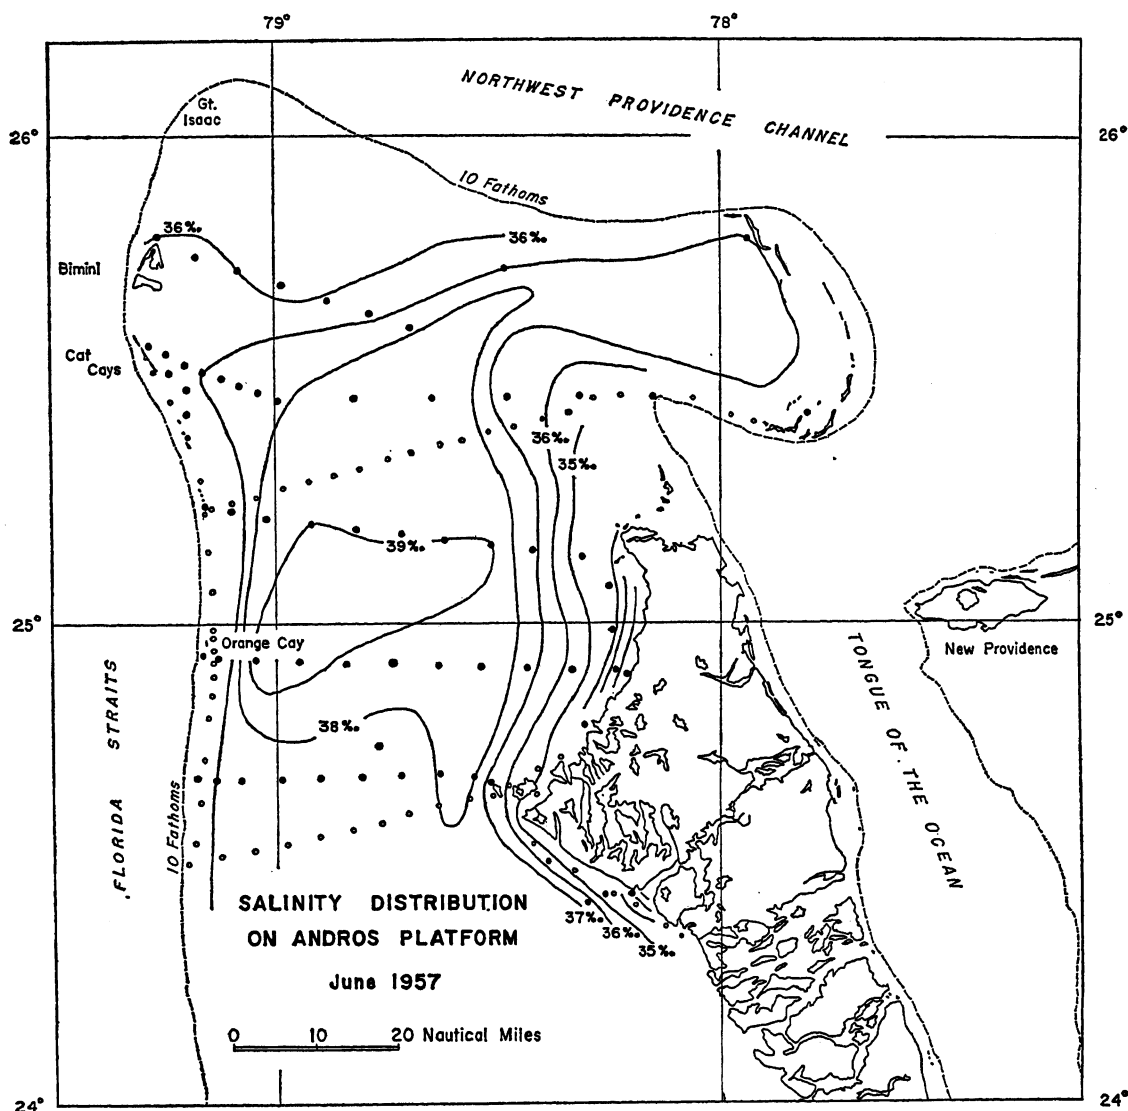 79°
78°
NORTHWEST PROVIDENCE CHANNEL
Gt.
Isaac
26°
26°
10 Fathoms
36‰
36‰
Bimini
Cat
Cays
36‰
35‰
39‰
25°
25°
Orange Cay
New Providence
TONGUE OF THE OCEAN
FLORIDA STRAITS
38‰
10 Fathoms
SALINITY DISTRIBUTION
ON ANDROS PLATFORM
June 1957
37‰
36‰
35‰
0 10 20 Nautical Miles
24°
24°